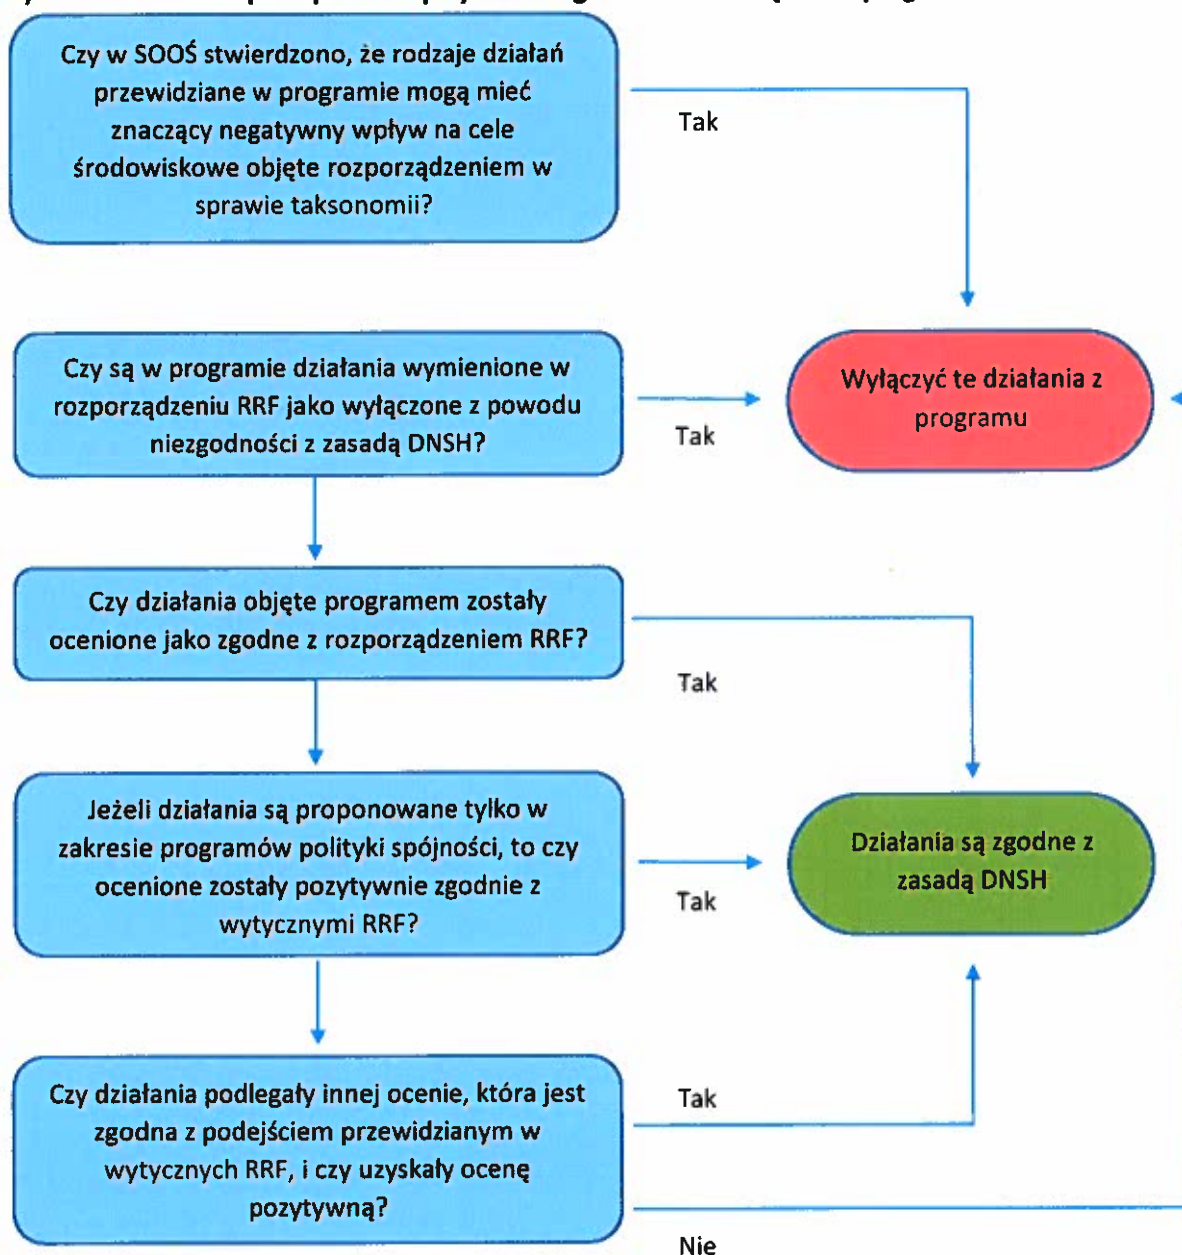 Czy w SOOŚ stwierdzono, że rodzaje działań
przewidziane w programie mogą mieć
znaczący negatywny wpływ na cele
środowiskowe objęte rozporządzeniem w
sprawie taksonomii?
Tak
Czy są w programie działania wymienione w
rozporządzeniu RRF jako wyłączone z powodu
niezgodności z zasadą DNSH?
Tak
Wyłączyć te działania z
programu
Czy działania objęte programem zostały
ocenione jako zgodne z rozporządzeniem RRF?
Tak
Jeżeli działania są proponowane tylko w
zakresie programów polityki spójności, to czy
ocenione zostały pozytywnie zgodnie z
wytycznymi RRF?
Tak
Działania są zgodne z
zasadą DNSH
Czy działania podlegały innej ocenie, która jest
zgodna z podejściem przewidzianym w
wytycznych RRF, i czy uzyskały ocenę
pozytywną?
Tak
Nie